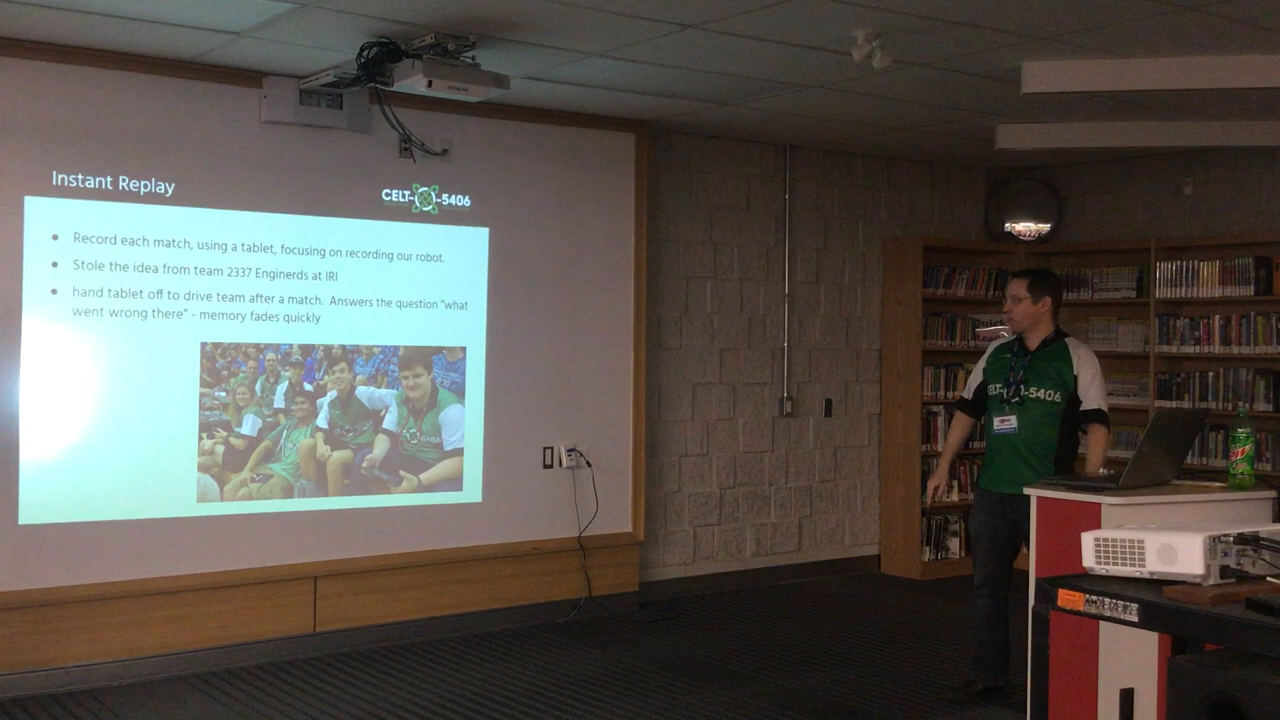 Instant Replay
CELT-X-5406
Record each match, using a tablet, focusing on recording our robot.
Stole the idea from team 2337 Enginerds at IRI
hand tablet off to drive team after a match. Answers the question "what
went wrong there" - memory fades quickly
HITACHI
5406
CELT-X-5406